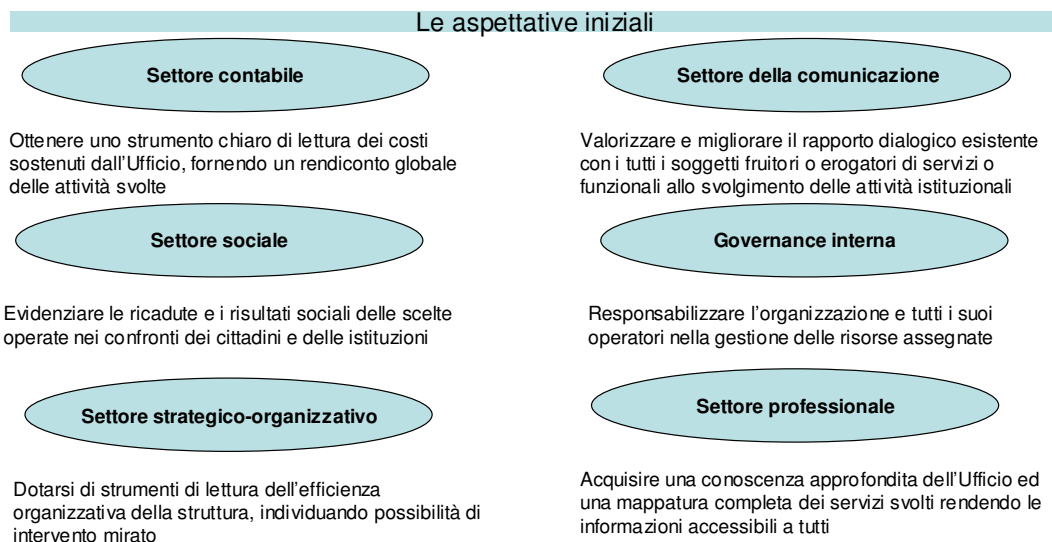 Le aspettative iniziali
Settore contabile
Ottenere uno strumento chiaro di lettura dei costi
sostenuti dall'Ufficio, fornendo un rendiconto globale
delle attività svolte
Settore della comunicazione
Valorizzare e migliorare il rapporto dialogico esistente
con i tutti i soggetti fruitori o erogatori di servizi o
funzionali allo svolgimento delle attività istituzionali
Settore sociale
Evidenziare le ricadute e i risultati sociali delle scelte
operate nei confronti dei cittadini e delle istituzioni
Governance interna
Responsabilizzare l'organizzazione e tutti i suoi
operatori nella gestione delle risorse assegnate
Settore strategico-organizzativo
Dotarsi di strumenti di lettura dell'efficienza
organizzativa della struttura, individuando possibilità di
intervento mirato
Settore professionale
Acquisire una conoscenza approfondita dell'Ufficio ed
una mappatura completa dei servizi svolti rendendo le
informazioni accessibili a tutti